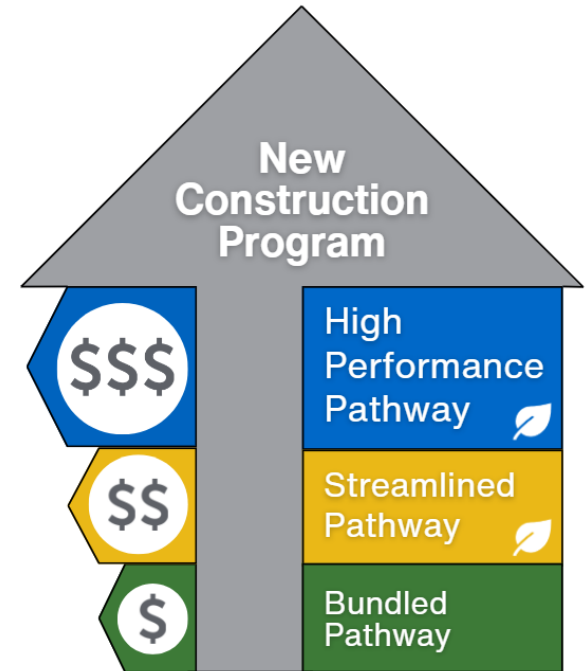 New
Construction
Program
$$$
High
Performance
Pathway
$$
Streamlined
Pathway
$
Bundled
Pathway